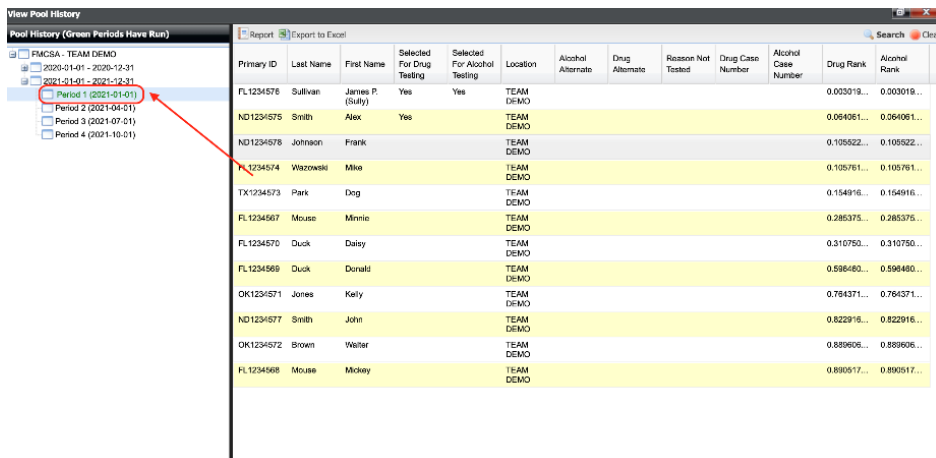 View Pool History
Pool History (Green Periods Have Run)
FMCSA - TEAM DEMO
2020-01-01 - 2020-12-31
2021-01-01 - 2021-12-31
Period 1 (2021-01-01)
Period 2 (2021-04-01)
Period 3 (2021-07-01)
Period 4 (2021-10-01)
Report Export to Excel Search Clea
Primary ID Last Name First Name Selected For Drug Testing Selected For Alcohol Testing Location Alcohol Alternate Drug Alternate Reason Not Tested Drug Case Number Alcohol Case Number Drug Rank Alcohol Rank
FL1234576 Sullivan James P. (Sully) Yes Yes TEAM DEMO 0.003019... 0.003019...
ND1234575 Smith Alex Yes TEAM DEMO 0.064061... 0.064061...
ND1234578 Johnson Frank TEAM DEMO 0.105522... 0.105522...
FL1234574 Wazowski Mike TEAM DEMO 0.105761... 0.105761...
TX1234573 Park Dog TEAM DEMO 0.154916... 0.154916...
FL1234567 Mouse Minnie TEAM DEMO 0.285375... 0.285375...
FL1234570 Duck Daisy TEAM DEMO 0.310750... 0.310750...
FL1234569 Duck Donald TEAM DEMO 0.596460... 0.596460...
OK1234571 Jones Kelly TEAM DEMO 0.764371... 0.764371...
ND1234577 Smith John TEAM DEMO 0.822916... 0.822916...
OK1234572 Brown Walter TEAM DEMO 0.889606... 0.889606...
FL1234568 Mouse Mickey TEAM DEMO 0.890517... 0.890517...